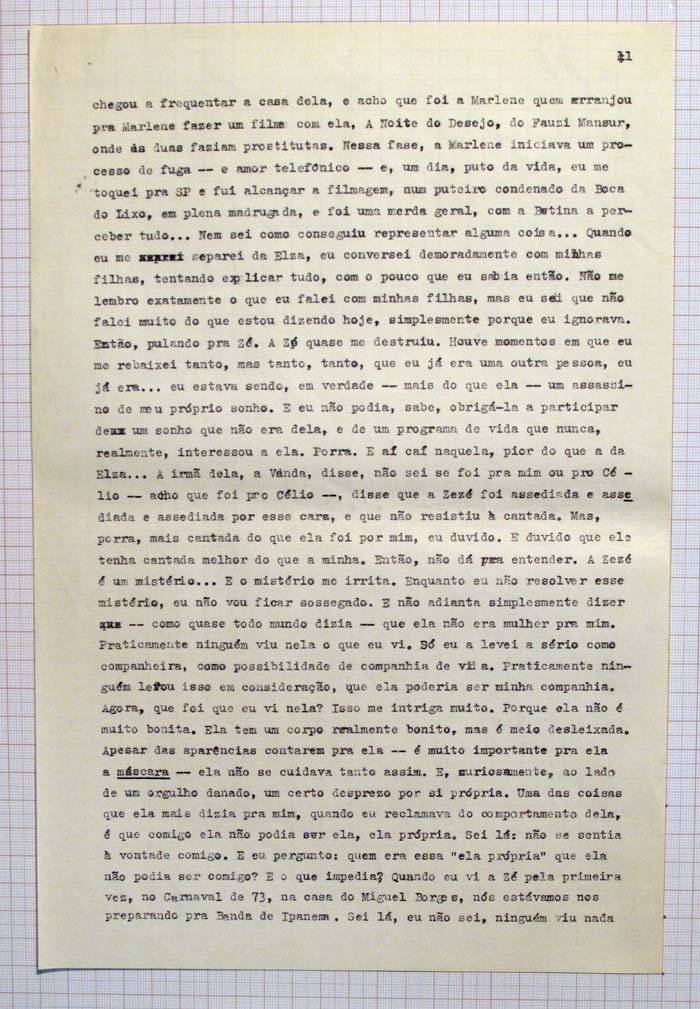 11
chegou a frequentar a casa dela, e acho que foi a Marlene quem arranjou
pra Marlene fazer um filme com ela, A Noite do Desejo, do Fauzi Mansur,
onde às duas faziam prostitutas. Nessa fase, a Marlene iniciava um pro-
cesso de fuga -- e amor telefónico -- e, um dia, puto da vida, eu me
toquei pra SP e fui alcançar a filmagem, num puteiro condenado da Boca
do Lixo, em plena madrugada, e foi uma merda geral, com a Betina a per-
ceber tudo... Nem sei como conseguiu representar alguma coisa... Quando
eu me separei da Elza, eu conversei demoradamente com minhas
filhas, tentando explicar tudo, com o pouco que eu sabia então. Não me
lembro exatamente o que eu falei com minhas filhas, mas eu sei que não
falei muito do que estou dizendo hoje, simplesmente porque eu ignorava.
Então, pulando pra Zé. A Zé quase me destruiu. Houve momentos em que eu
me rebaixei tanto, mas tanto, tanto, que eu já era uma outra pessoa, eu
já era... eu estava sendo, em verdade -- mais do que ela -- um assassi-
no de meu próprio sonho. E eu não podia, sabe, obrigá-la a participar
de um sonho que não era dela, e de um programa de vida que nunca,
realmente, interessou a ela. Porra. E aí caí naquela, pior do que a da
Elza... A irmã dela, a Vanda, disse, não sei se foi pra mim ou pro Cé -
lio -- acho que foi pro Célio --, disse que a Zezé foi assediada e asse
diada e assediada por esse cara, e que não resistiu à cantada. Mas,
porra, mais cantada do que ela foi por mim, eu duvido. E duvido que ele
tenha cantada melhor do que a minha. Então, não dá pra entender. A Zezé
é um mistério... E o mistério me irrita. Enquanto eu não resolver esse
mistério, eu não vou ficar sossegado. E não adianta simplesmente dizer
-- como quase todo mundo dizia -- que ela não era mulher pra mim.
Praticamente ninguém viu nela o que eu vi. Só eu a levei a sério como
companheira, como possibilidade de companhia de vida. Praticamente nin-
guém levou isso em consideração, que ela poderia ser minha companhia.
Agora, que foi que eu vi nela? Isso me intriga muito. Porque ela não é
muito bonita. Ela tem um corpo realmente bonito, mas é meio desleixada.
Apesar das aparências contarem pra ela -- é muito importante pra ela
a máscara -- ela não se cuidava tanto assim. E, curiosamente, ao lado
de um orgulho danado, um certo desprezo por si própria. Uma das coisas
que ela mais dizia pra mim, quando eu reclamava do comportamento dela,
é que comigo ela não podia ser ela, ela própria. Sei lá: não se sentia
à vontade comigo. E eu pergunto: quem era essa "ela própria" que ela
não podia ser comigo? E o que impedia? Quando eu vi a Zé pela primeira
vez, no Carnaval de 73, na casa do Miguel Borges, nós estávamos nos
preparando pra Banda de Ipanema. Sei lá, eu não sei, ninguém viu nada